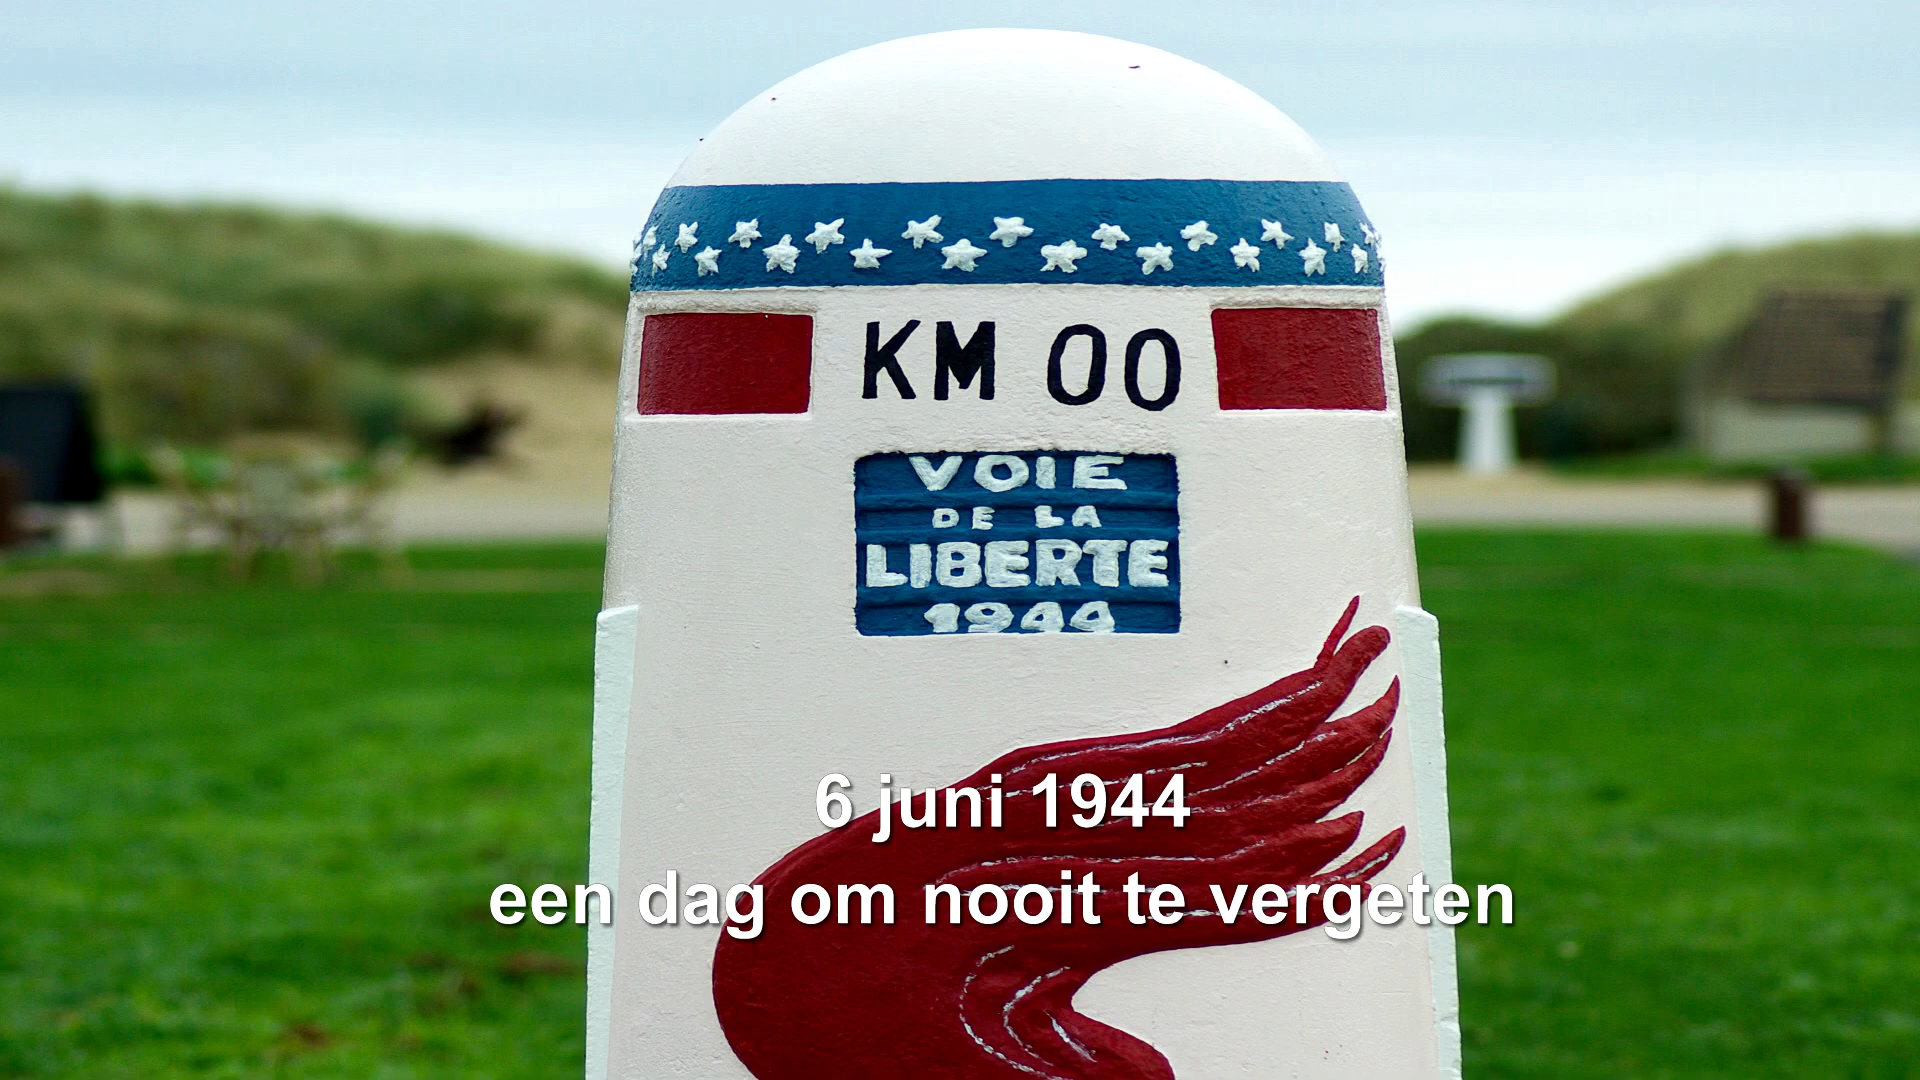 KM 00
VOIE
DE LA
LIBERTE
1944
6 juni 1944
een dag om nooit te vergeten